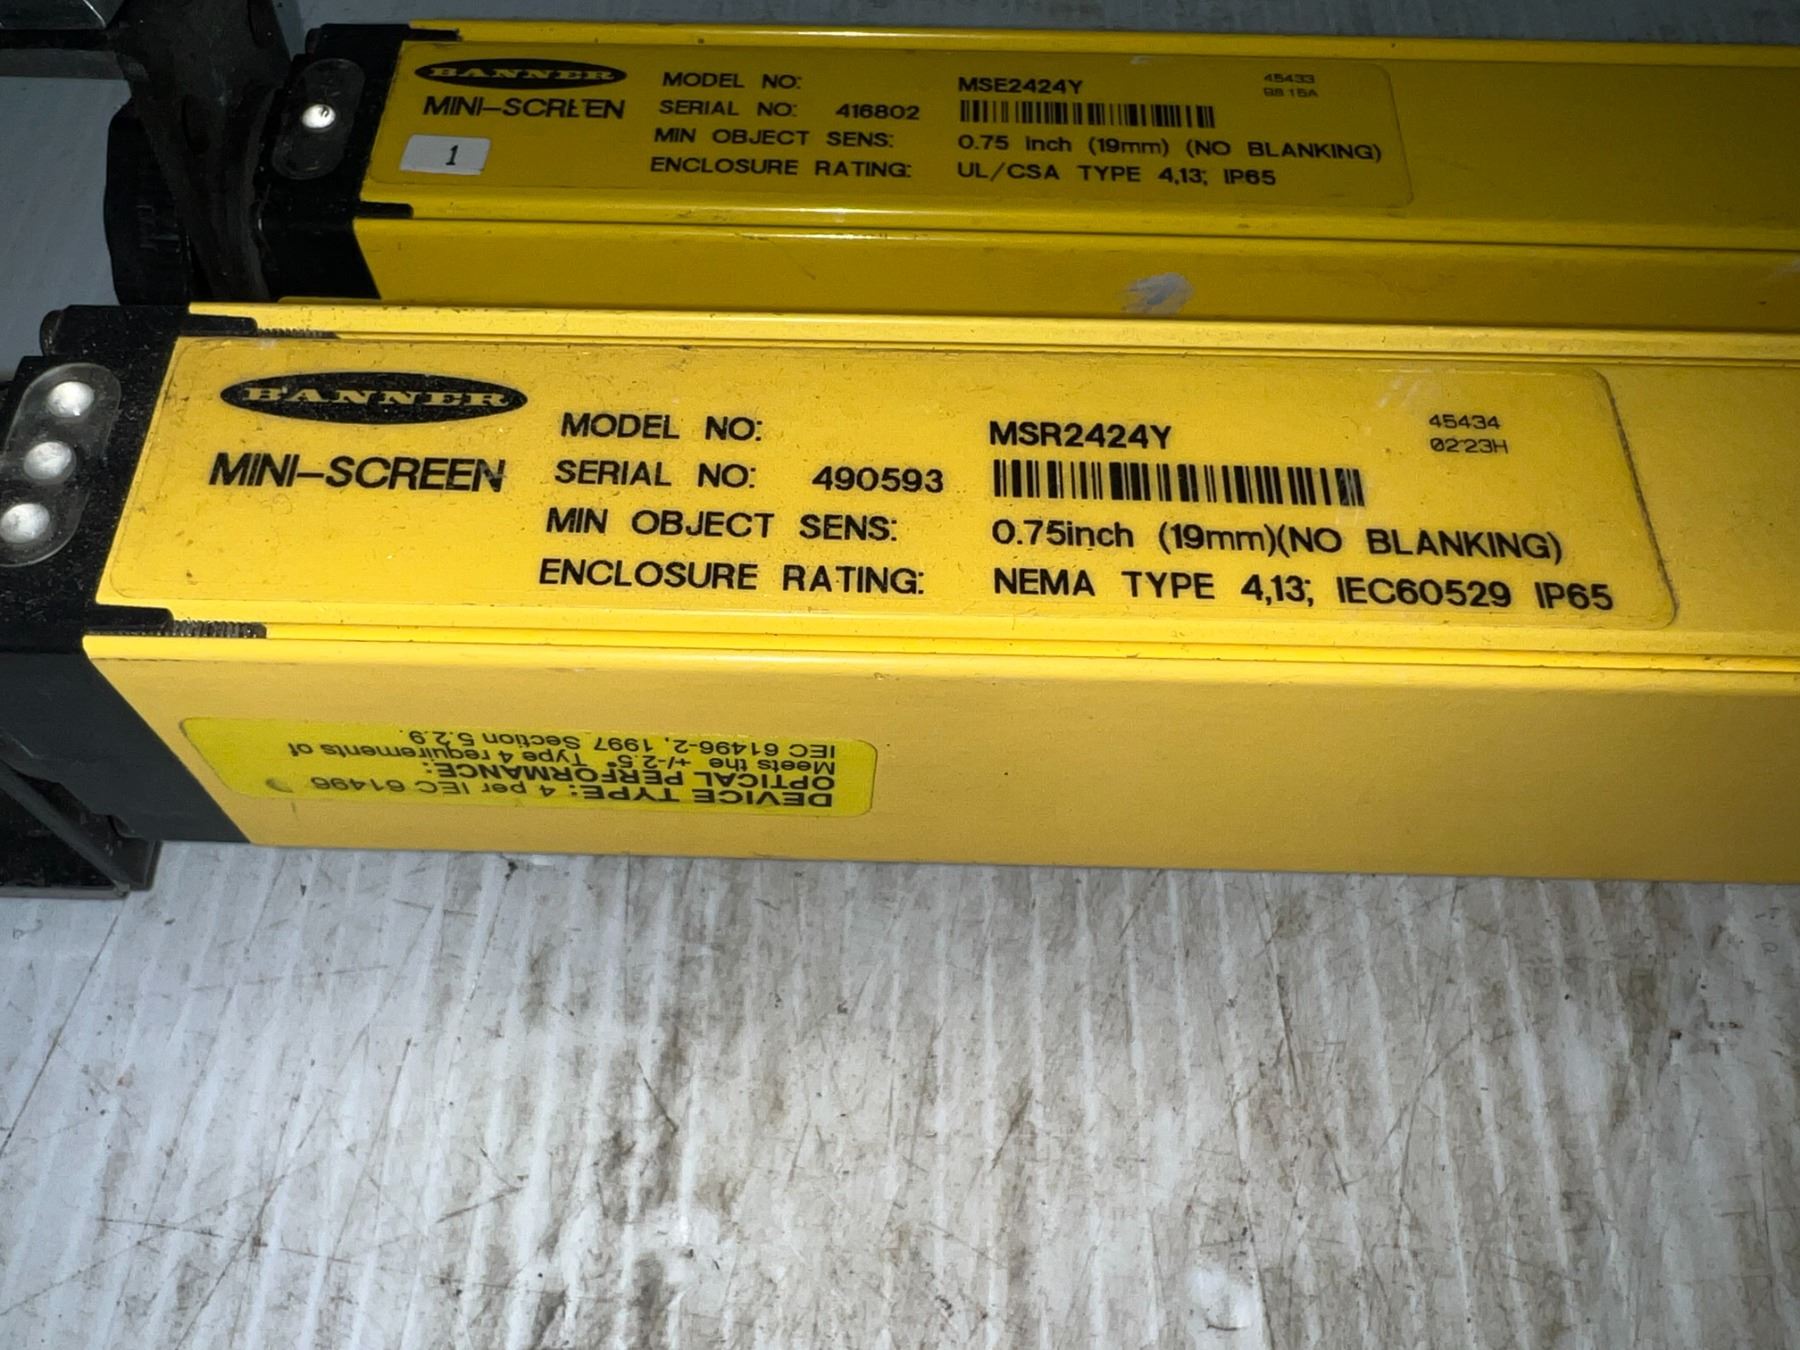 BANNER
MINI-SCREEN
1
MODEL NO: MSE2424Y
45433
SERIAL NO: 416802
9815A
MIN OBJECT SENS: 0.75 inch (19mm) (NO BLANKING)
ENCLOSURE RATING: UL/CSA TYPE 4,13; IP65
BANNER
MINI-SCREEN
MODEL NO: MSR2424Y
45434
SERIAL NO: 490593
0223H
MIN OBJECT SENS: 0.75inch (19mm)(NO BLANKING)
ENCLOSURE RATING: NEMA TYPE 4,13; IEC60529 IP65
DEVICE TYPE: 4 per IEC 61496
OPTICAL PERFORMANCE:
Meets the +/-2.5° Type 4 requirements of
IEC 61496-2, 1997 Section 5.2.9.